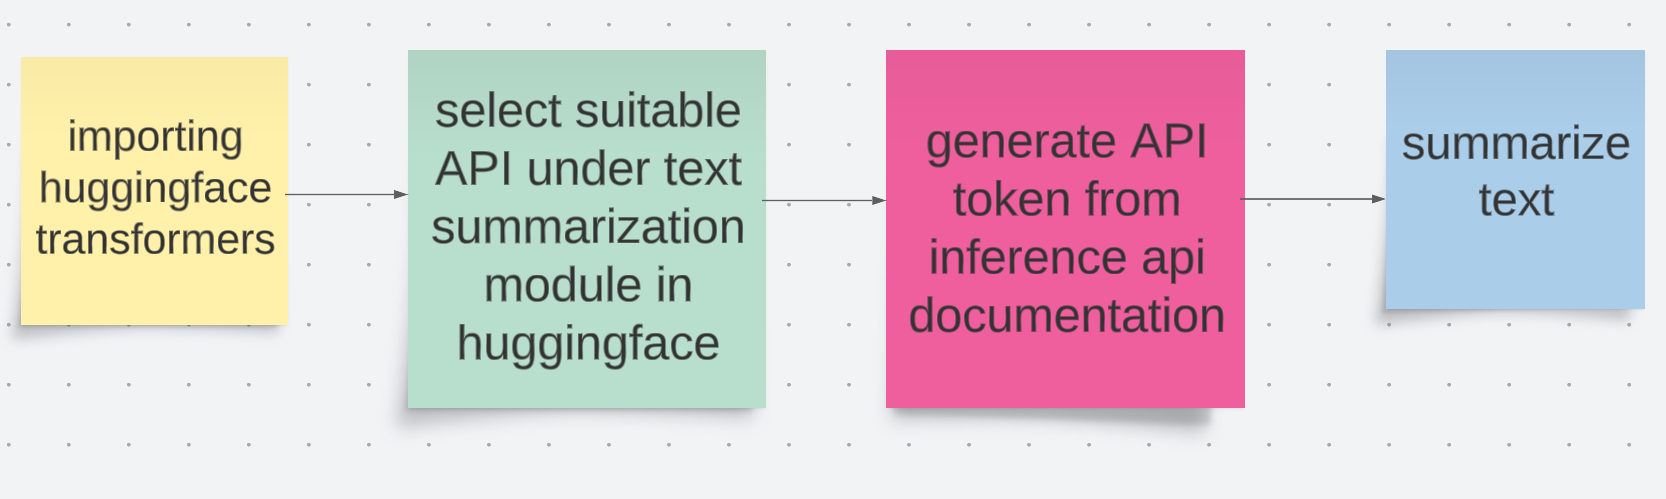 importing
huggingface
transformers
select suitable
API under text
summarization
module in
huggingface
generate API
token from
inference api
documentation
summarize
text